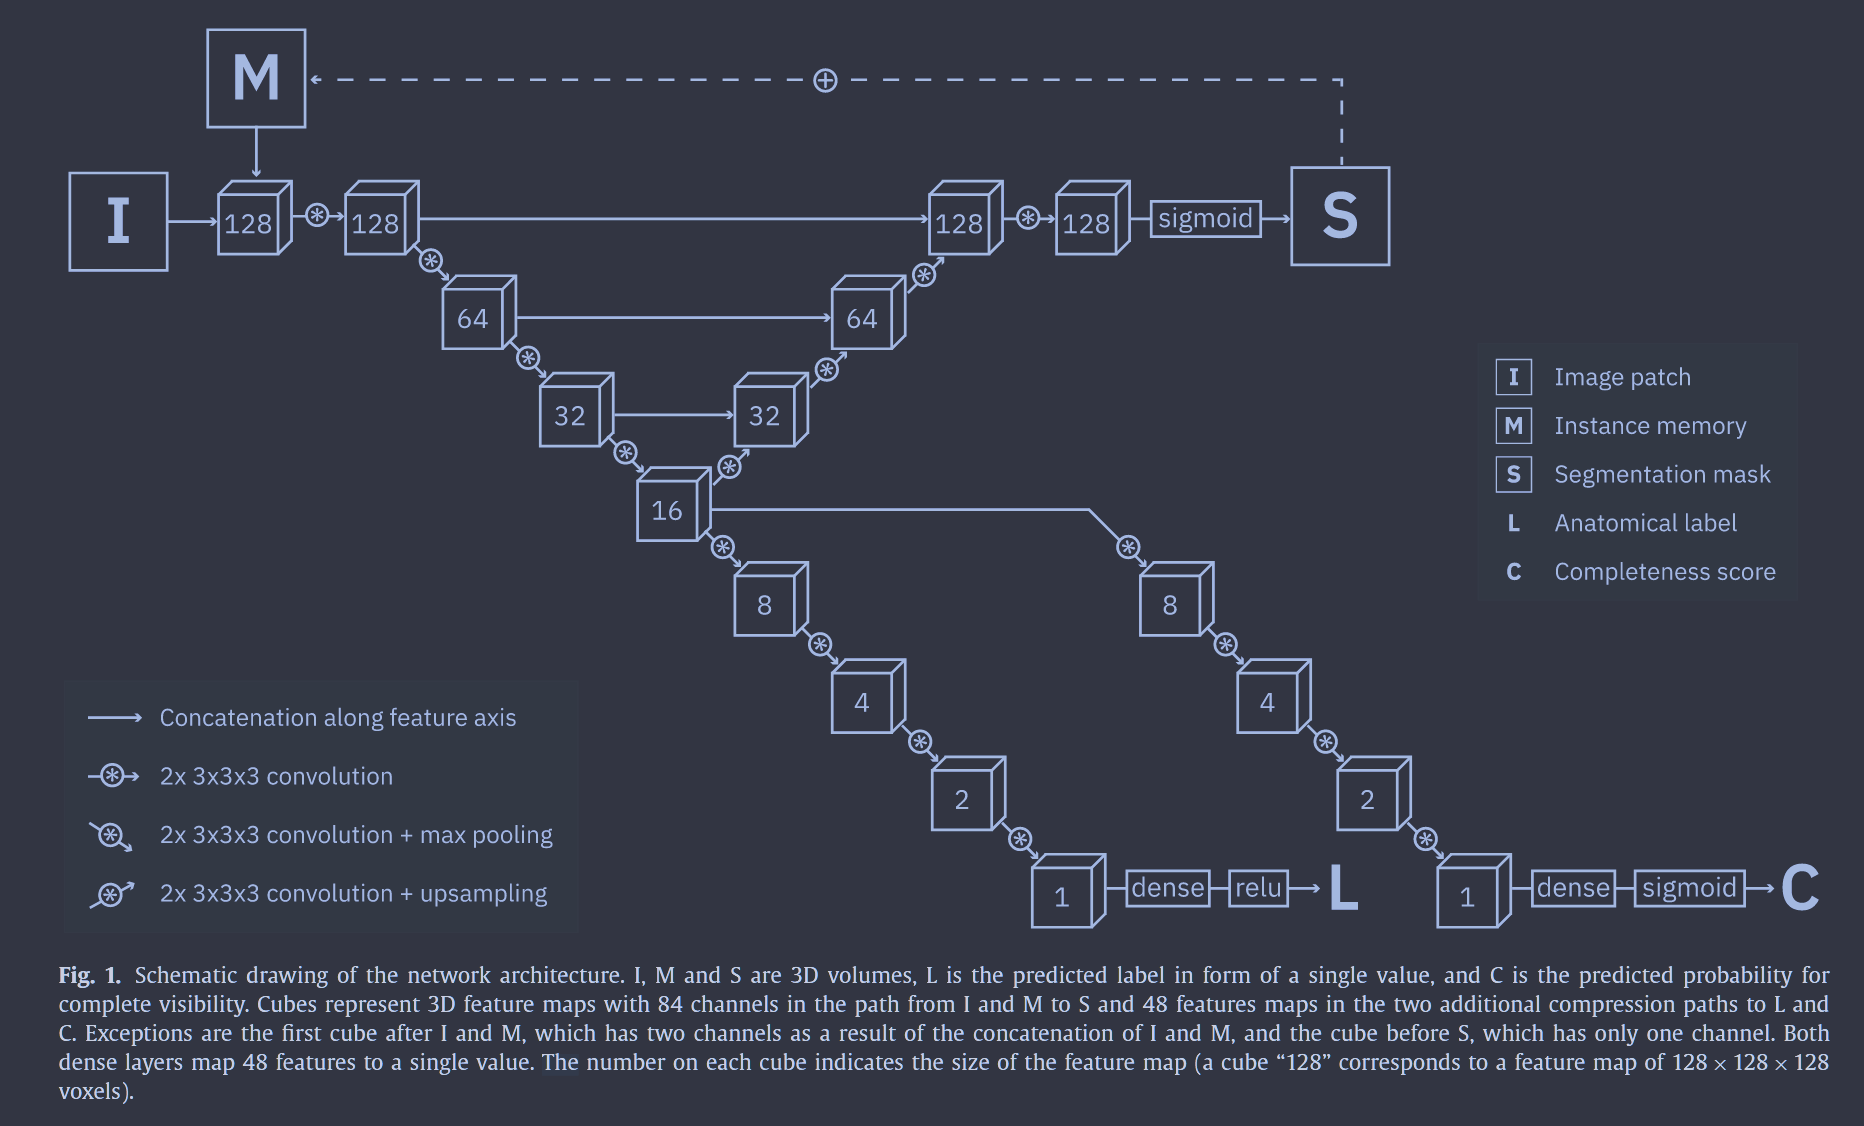 M
I
128
128
128
128
sigmoid
S
64
64
32
32
16
8
8
4
4
2
2
1
dense
relu
L
1
dense
sigmoid
C
I Image patch
M Instance memory
S Segmentation mask
L Anatomical label
C Completeness score
Concatenation along feature axis
2x 3x3x3 convolution
2x 3x3x3 convolution + max pooling
2x 3x3x3 convolution + upsampling
Fig. 1. Schematic drawing of the network architecture. I, M and S are 3D volumes, L is the predicted label in form of a single value, and C is the predicted probability for
complete visibility. Cubes represent 3D feature maps with 84 channels in the path from I and M to S and 48 features maps in the two additional compression paths to L and
C. Exceptions are the first cube after I and M, which has two channels as a result of the concatenation of I and M, and the cube before S, which has only one channel. Both
dense layers map 48 features to a single value. The number on each cube indicates the size of the feature map (a cube “128” corresponds to a feature map of 128 × 128 × 128
voxels).